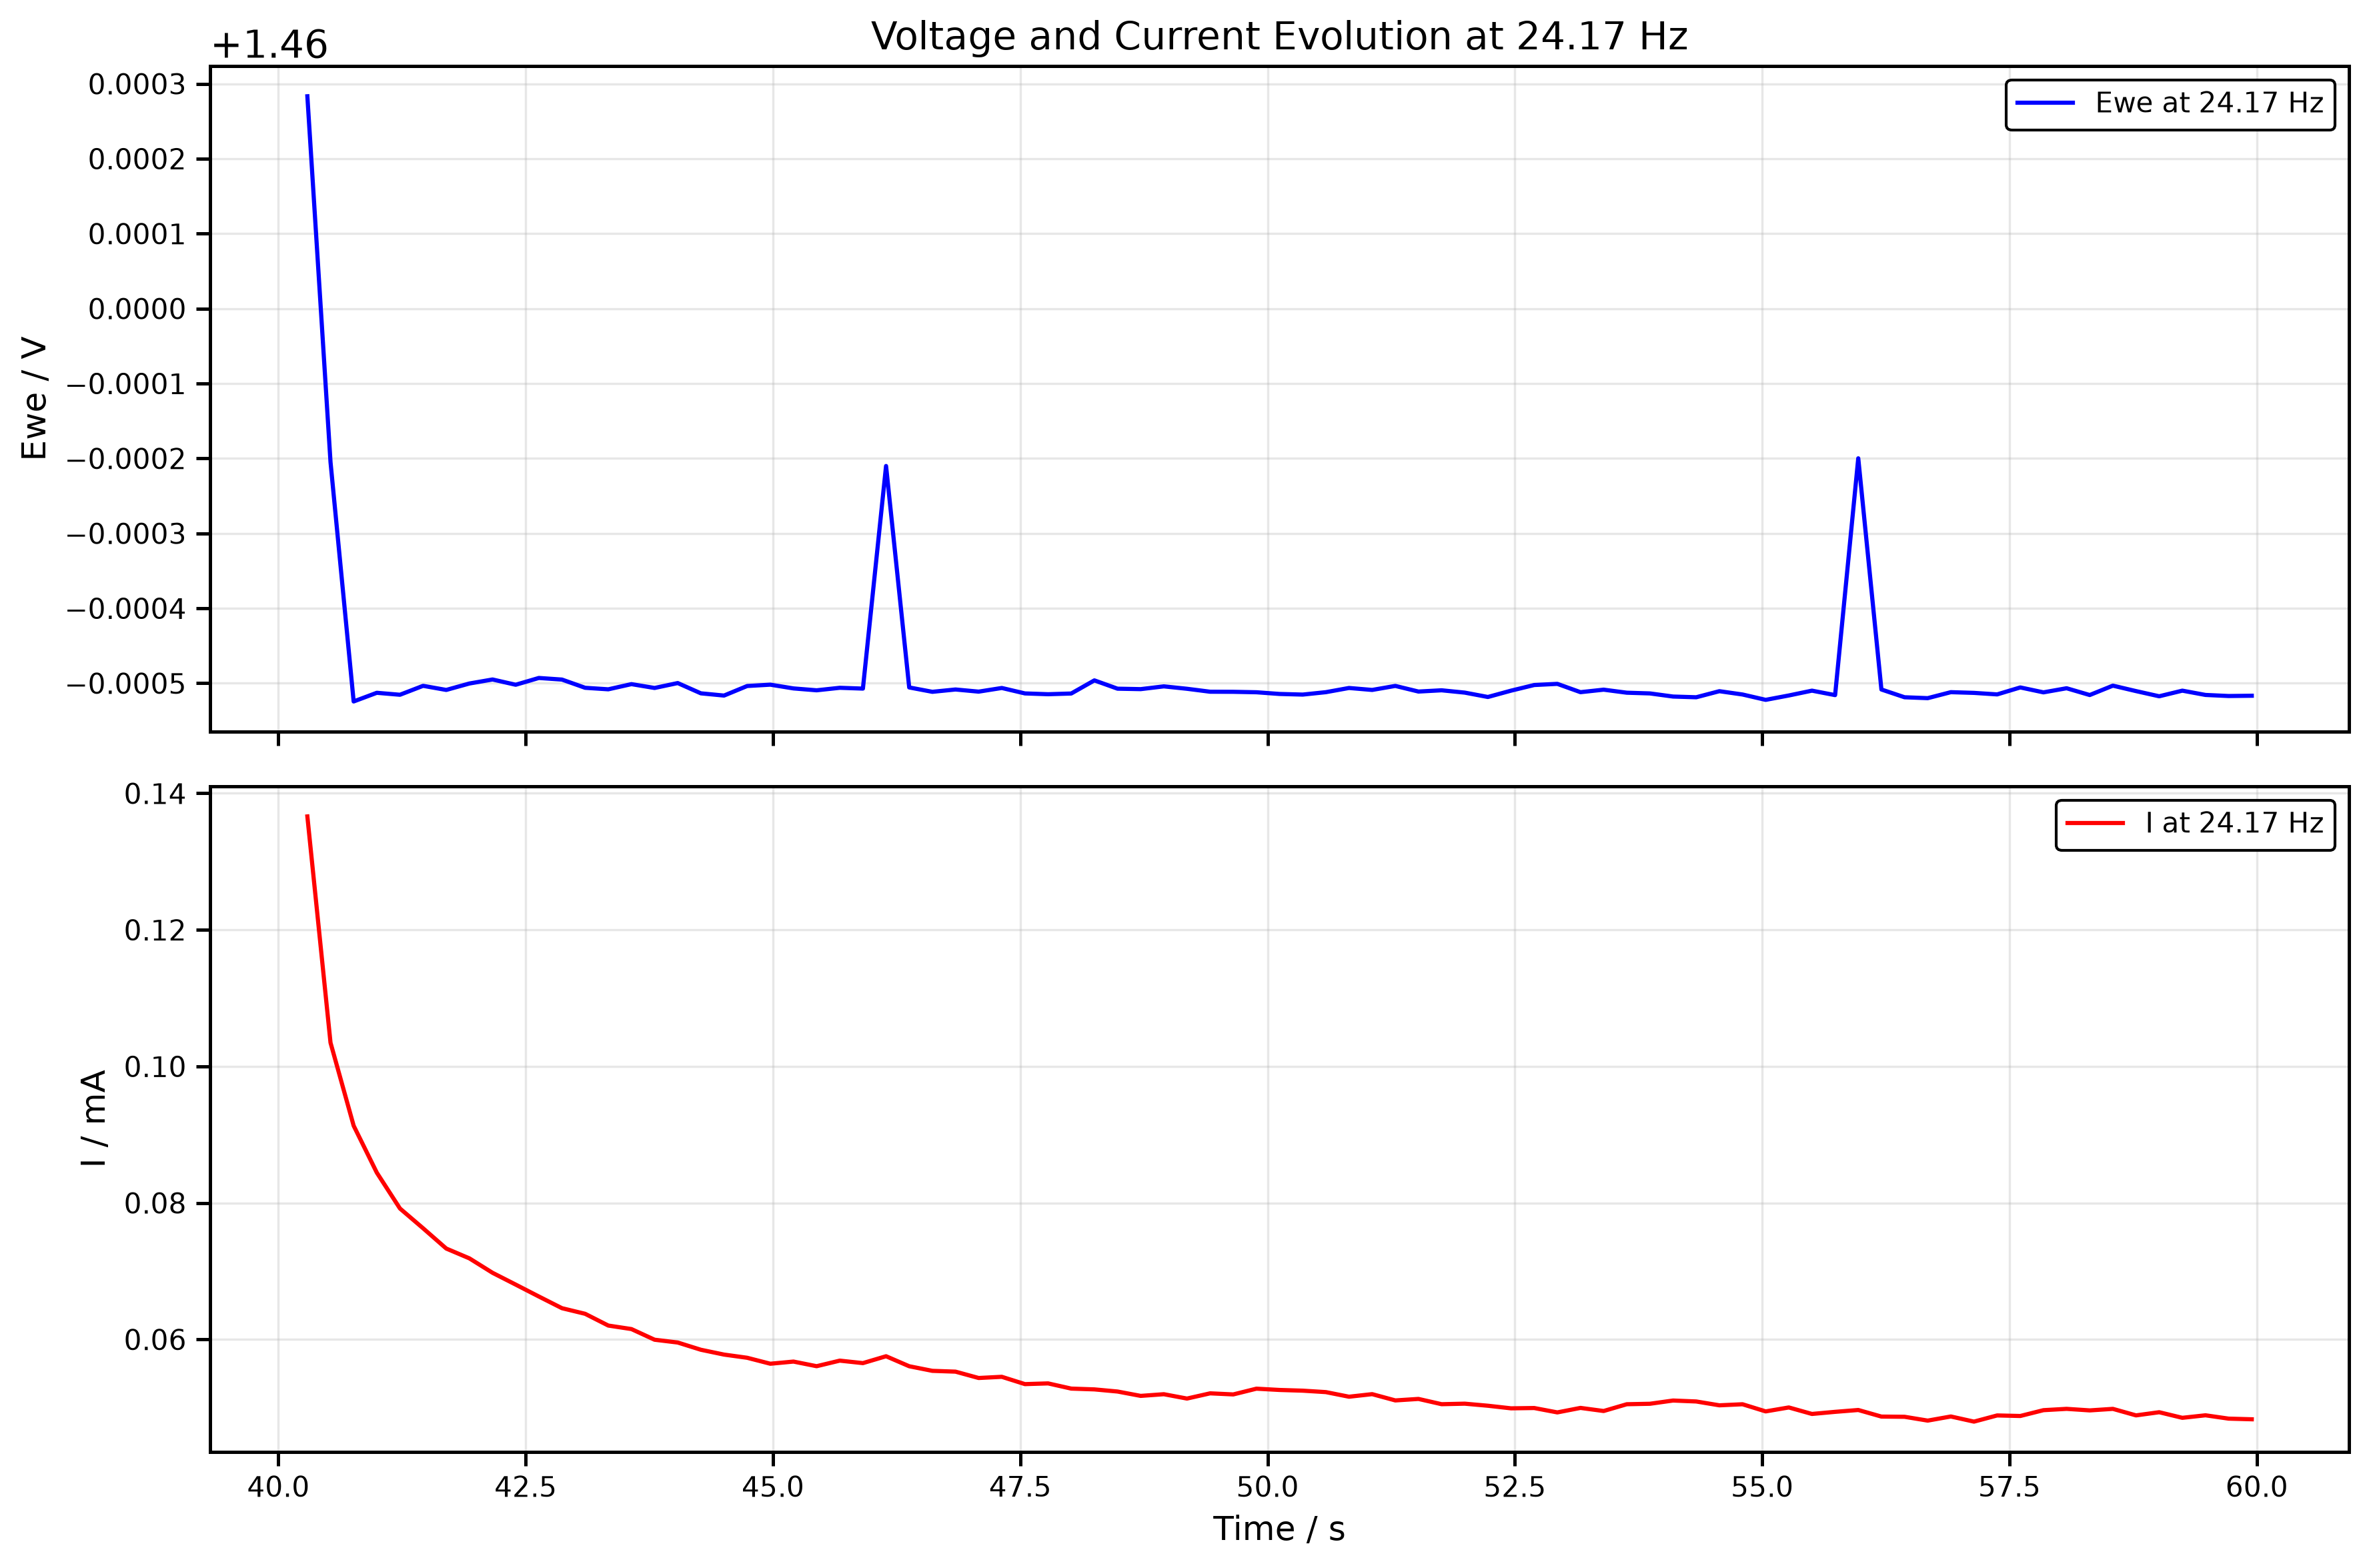 Voltage and Current Evolution at 24.17 Hz
+1.46
0.0003
0.0002
0.0001
0.0000
−0.0001
−0.0002
−0.0003
−0.0004
−0.0005
Ewe / V
Ewe at 24.17 Hz
0.14
0.12
0.10
0.08
0.06
I / mA
I at 24.17 Hz
40.0 42.5 45.0 47.5 50.0 52.5 55.0 57.5 60.0
Time / s